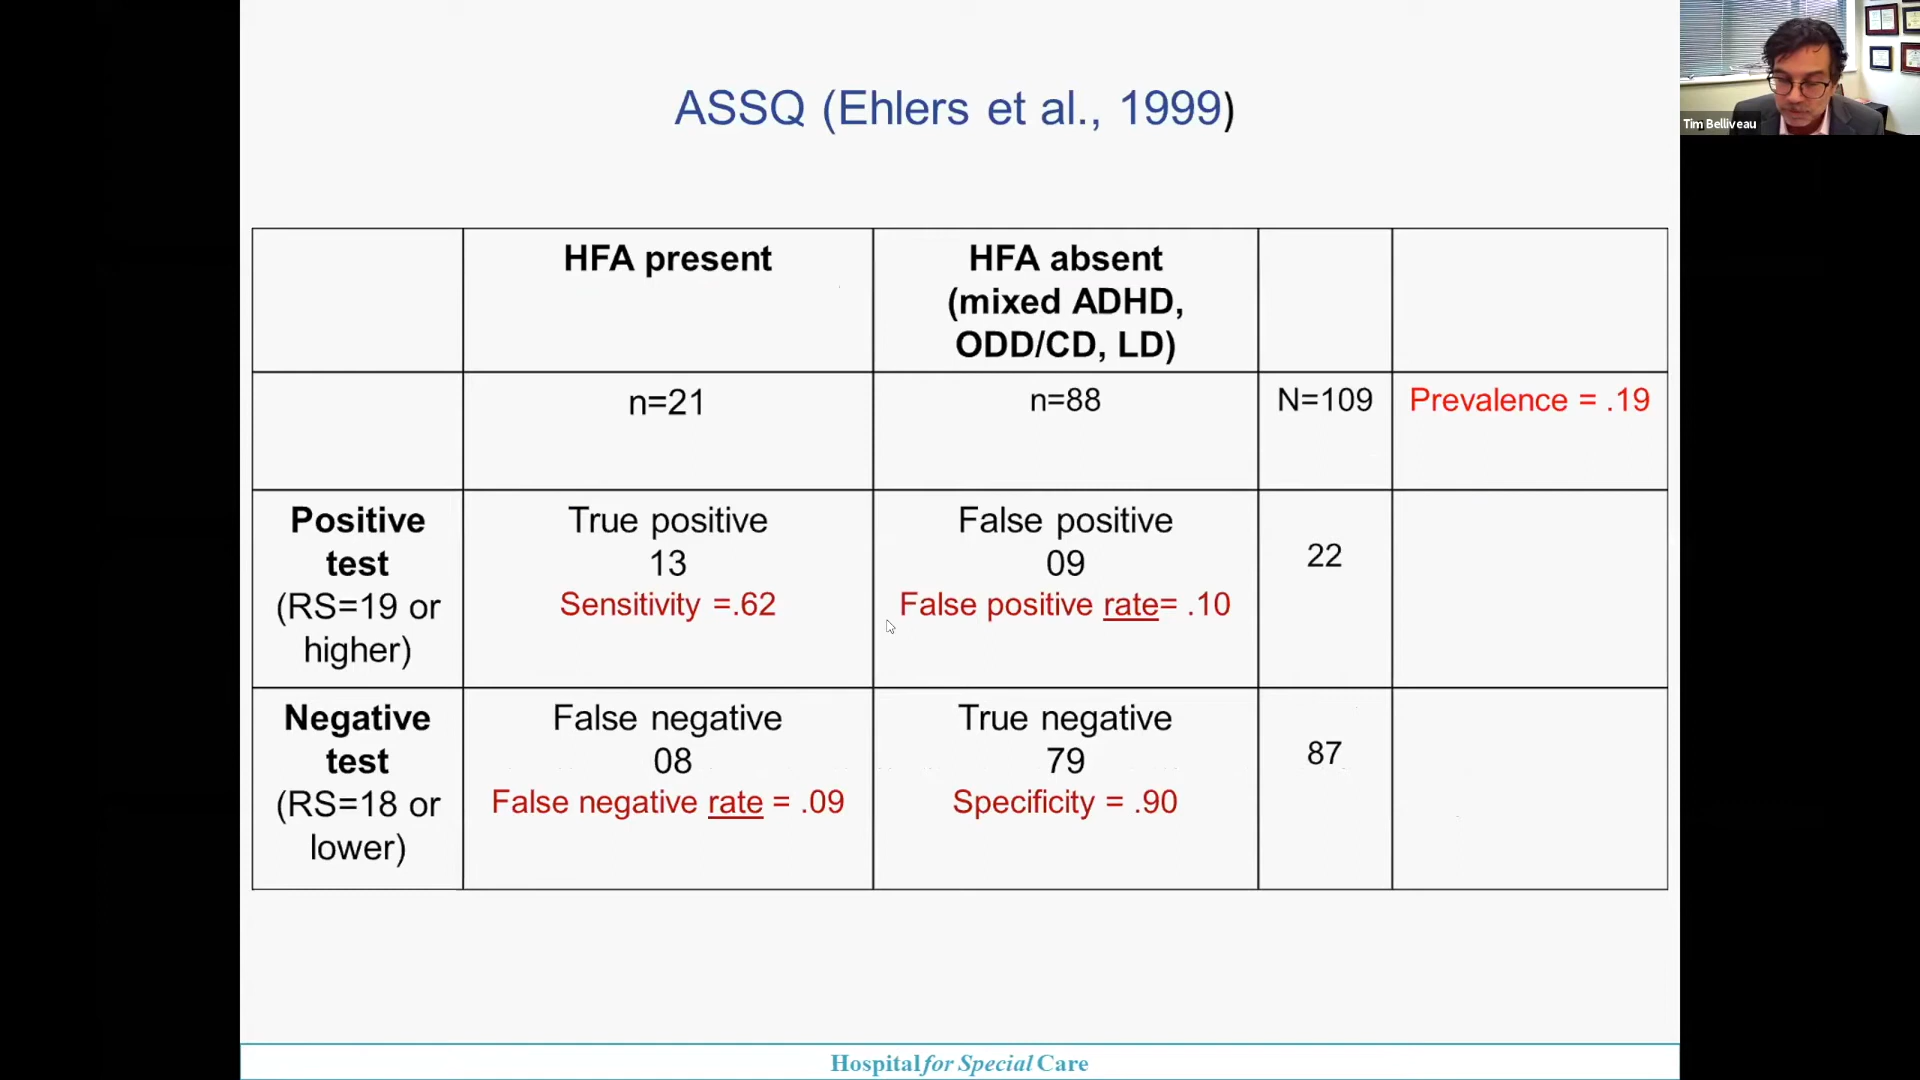 ASSQ (Ehlers et al., 1999)
Tim Belliveau
HFA present
HFA absent
(mixed ADHD,
ODD/CD, LD)
n=21
n=88
N=109
Prevalence = .19
Positive
test
(RS=19 or
higher)
True positive
13
Sensitivity =.62
False positive
09
False positive rate= .10
22
Negative
test
(RS=18 or
lower)
False negative
08
False negative rate = .09
True negative
79
Specificity = .90
87
Hospital for Special Care